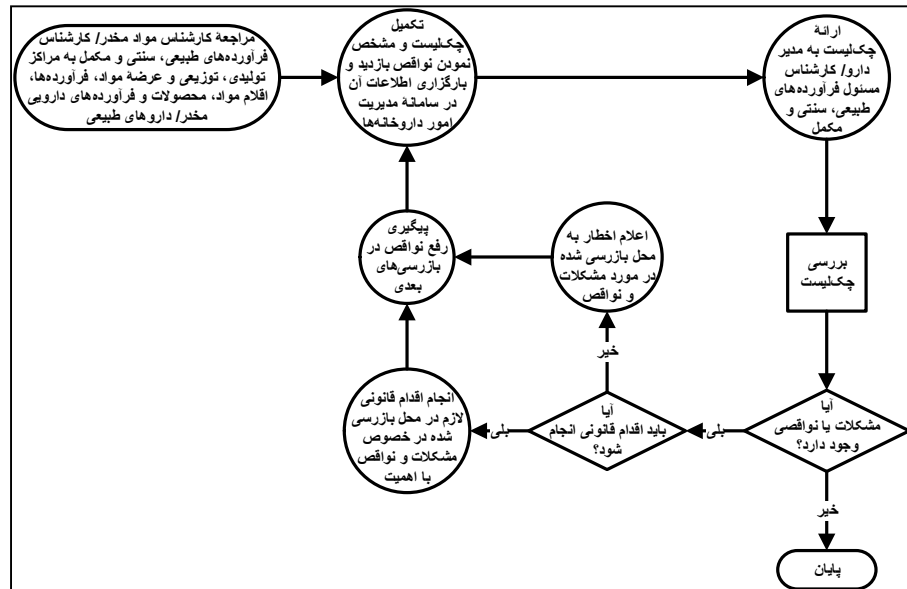 مراجعۀ کارشناس مواد مخدر/ کارشناس
فرآورده‌های طبیعی، سنتی و مکمل به مراکز
تولیدی، توزیعی و عرضۀ مواد، فرآورده‌ها،
اقلام مواد، محصولات و فرآورده‌های دارویی
مخدر/ داروهای طبیعی
تکمیل
چک‌لیست و مشخص
نمودن نواقص بازدید و
بارگزاری اطلاعات آن
در سامانۀ مدیریت
امور داروخانه‌ها
ارائۀ
چک‌لیست به مدیر
دارو/ کارشناس
مسئول فرآورده‌های
طبیعی، سنتی و
مکمل
بررسی
چک‌لیست
آیا
مشکلات یا نواقصی
وجود دارد؟
خیر
پایان
بلی
آیا
باید اقدام قانونی انجام
شود؟
خیر
اعلام اخطار به
محل بازرسی شده
در مورد مشکلات
و نواقص
بلی
انجام اقدام قانونی
لازم در محل بازرسی
شده در خصوص
مشکلات و نواقص
با اهمیت
پیگیری
رفع نواقص در
بازرسی‌های
بعدی